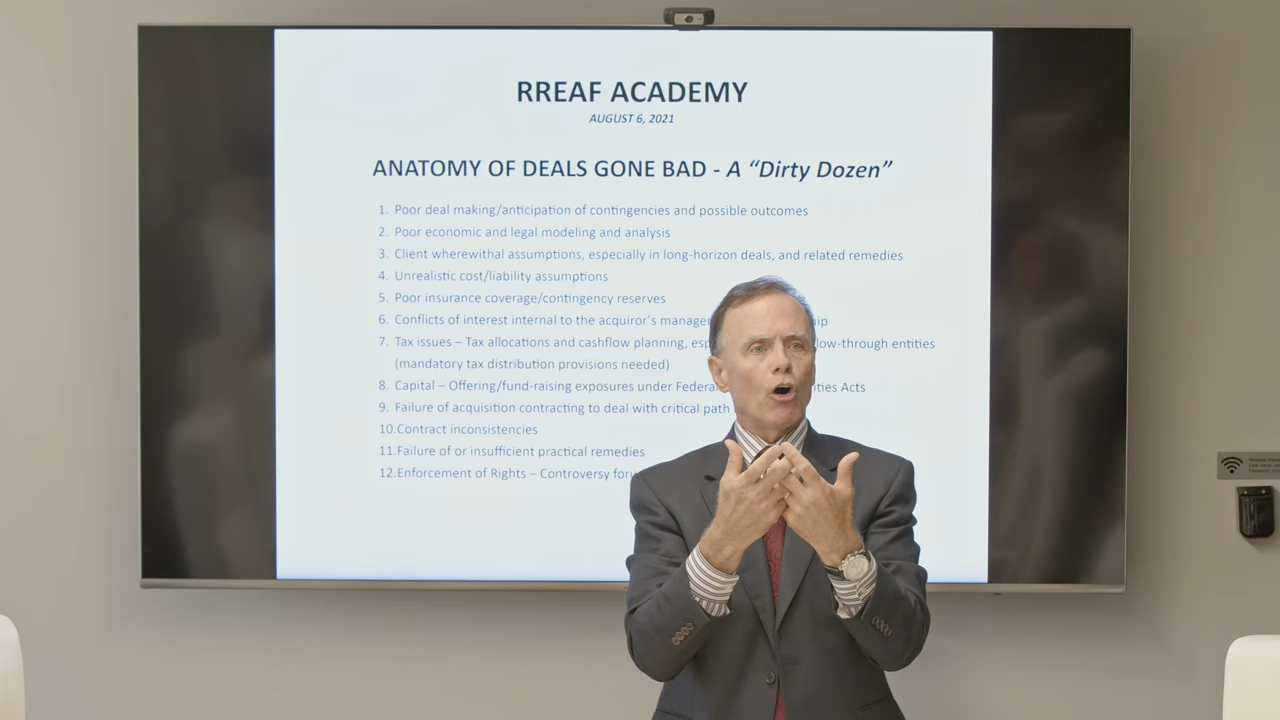 RREAF ACADEMY
AUGUST 6, 2021
ANATOMY OF DEALS GONE BAD - A “Dirty Dozen”
1. Poor deal making/anticipation of contingencies and possible outcomes
2. Poor economic and legal modeling and analysis
3. Client wherewithal assumptions, especially in long-horizon deals, and related remedies
4. Unrealistic cost/liability assumptions
5. Poor insurance coverage/contingency reserves
6. Conflicts of interest internal to the acquiror’s
7. Tax issues – Tax allocations and cashflow planning, low-through entities
(mandatory tax distribution provisions needed)
8. Capital – Offering/fund-raising exposures under Federa ities Acts
9. Failure of acquisition contracting to deal with critical path
10.Contract inconsistencies
11.Failure of or insufficient practical remedies
12.Enforcement of Rights – Controversy